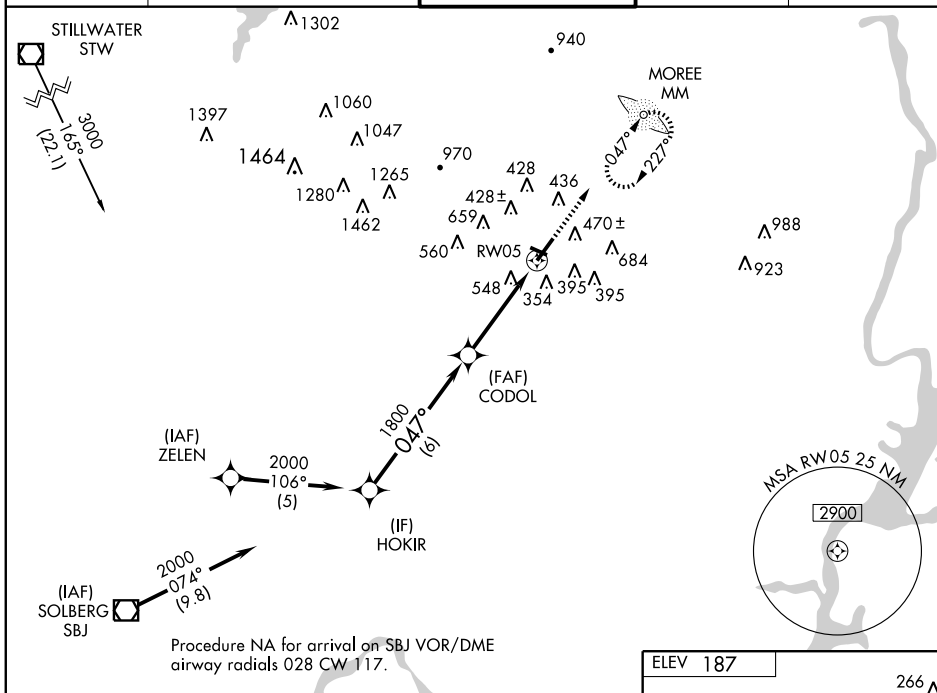 STILLWATER
STW
3000
165°
(22.1)
1302
940
MOREE
MM
047°
227°
1397
1060
1047
1464
970
1280
1265
1462
428
428±
436
659
560
RW05
470±
684
988
923
548
354
395
395
(FAF)
CODOL
1800
047°
(6)
(IAF)
ZELEN
2000
106°
(5)
(IF)
HOKIR
MSA RW05 25 NM
2900
(IAF)
SOLBERG
SBJ
2000
074°
(9.8)
Procedure NA for arrival on SBJ VOR/DME
airway radials 028 CW 117.
ELEV 187
266